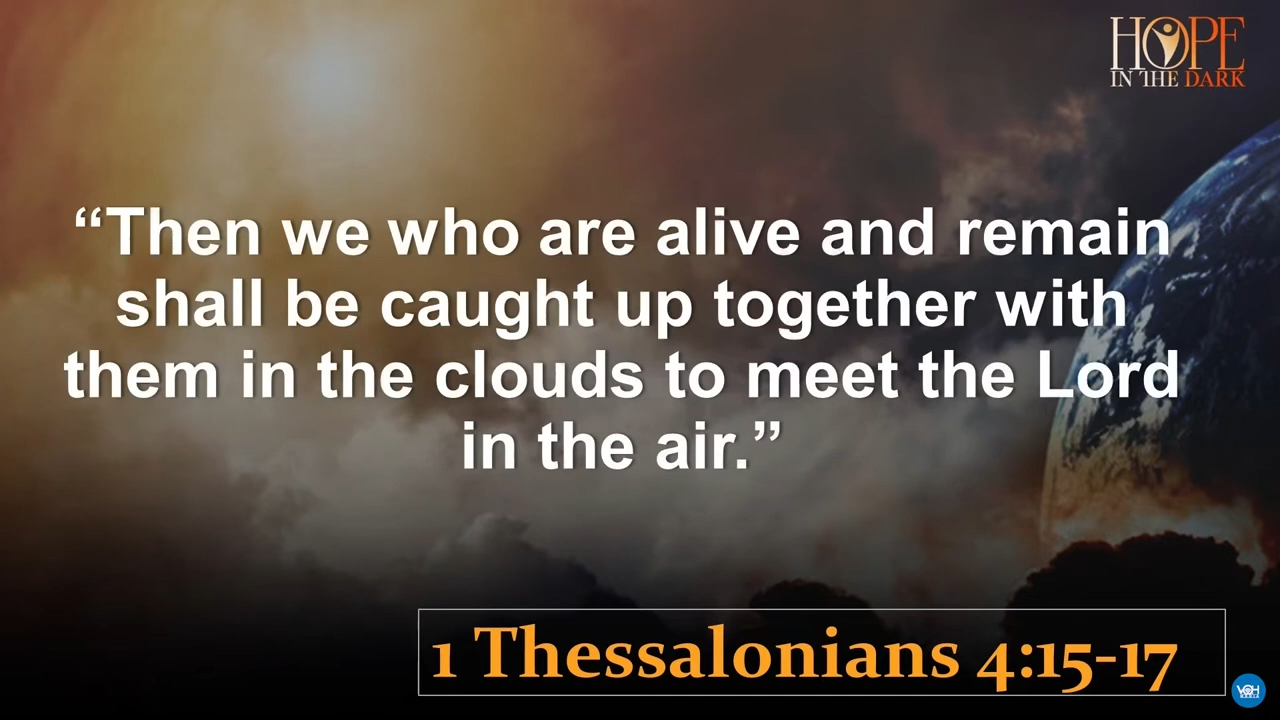 HOPE
IN THE DARK
“Then we who are alive and remain
shall be caught up together with
them in the clouds to meet the Lord
in the air.”
1 Thessalonians 4:15-17
VOH